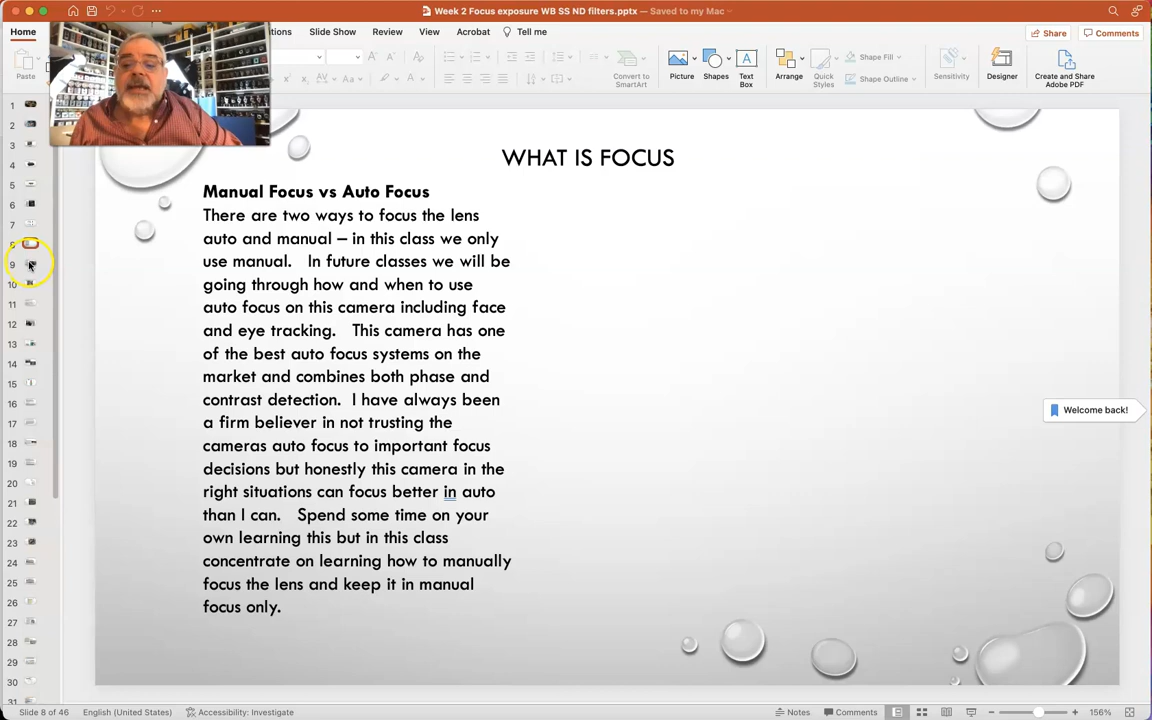 Week 2 Focus exposure WB SS ND filters.pptx — Saved to my Mac
Home
tions
Slide Show
Review
View
Acrobat
Tell me
Share
Comments
Paste
Convert to
SmartArt
Picture
Shapes
Text
Box
Arrange
Quick
Styles
Shape Fill
Shape Outline
Sensitivity
Designer
Create and Share
Adobe PDF
1
2
3
4
5
6
7
8
9
10
11
12
13
14
15
16
17
18
19
20
21
22
23
24
25
26
27
28
29
30
31
WHAT IS FOCUS
Manual Focus vs Auto Focus
There are two ways to focus the lens
auto and manual – in this class we only
use manual. In future classes we will be
going through how and when to use
auto focus on this camera including face
and eye tracking. This camera has one
of the best auto focus systems on the
market and combines both phase and
contrast detection. I have always been
a firm believer in not trusting the
cameras auto focus to important focus
decisions but honestly this camera in the
right situations can focus better in auto
than I can. Spend some time on your
own learning this but in this class
concentrate on learning how to manually
focus the lens and keep it in manual
focus only.
Welcome back!
Slide 8 of 46
English (United States)
Accessibility: Investigate
Notes
Comments
156%